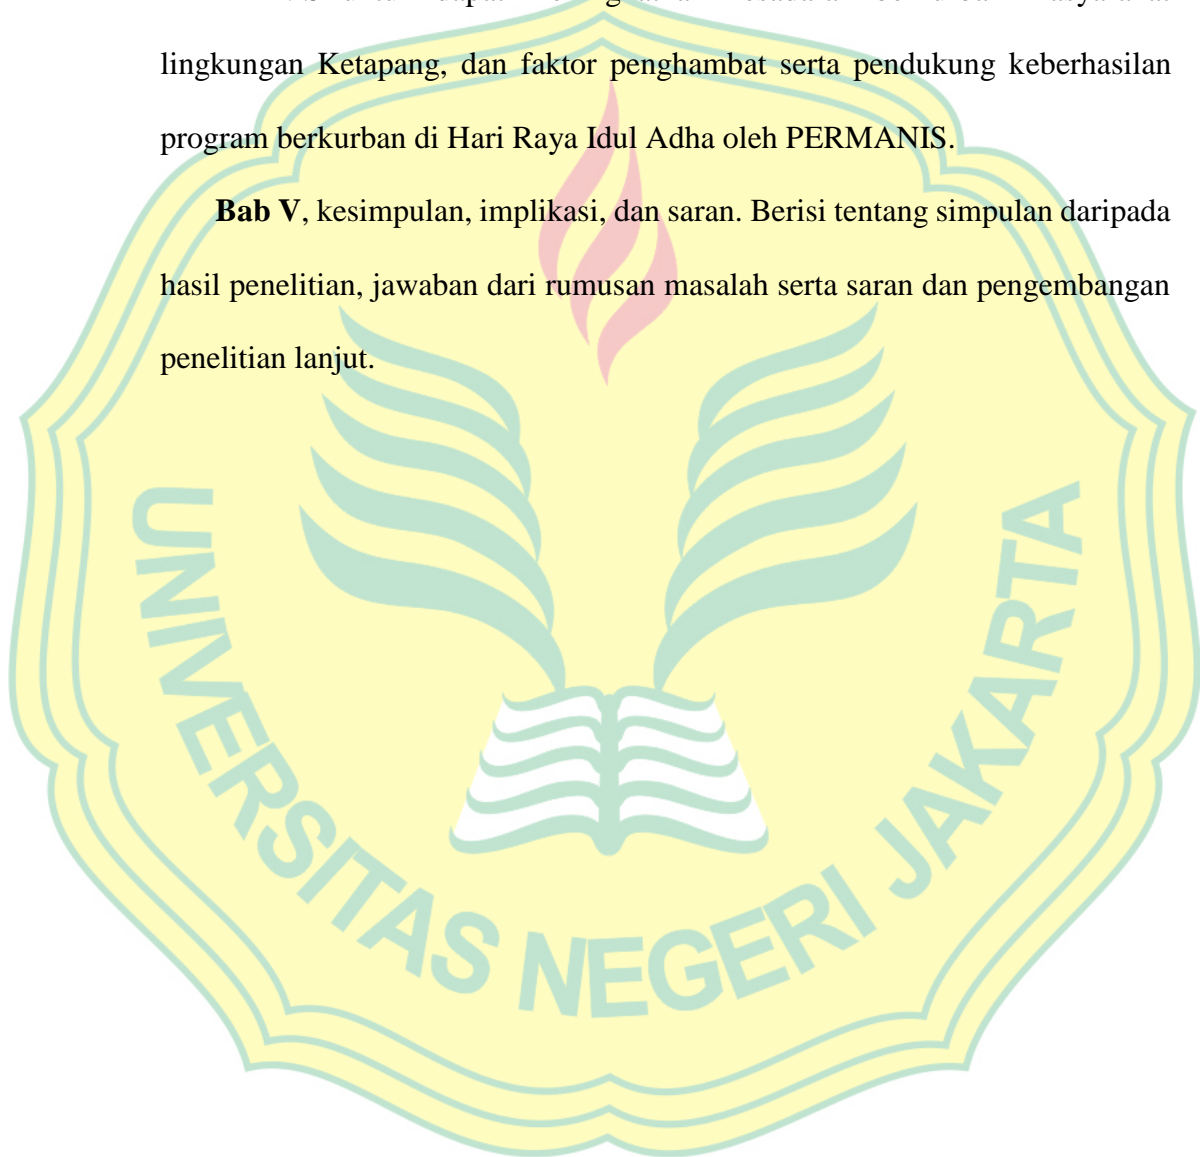 lingkungan Ketapang, dan faktor penghambat serta pendukung keberhasilan
program berkurban di Hari Raya Idul Adha oleh PERMANIS.
Bab V, kesimpulan, implikasi, dan saran. Berisi tentang simpulan daripada
hasil penelitian, jawaban dari rumusan masalah serta saran dan pengembangan
penelitian lanjut.
UNIVERSITAS NEGERI JAKARTA